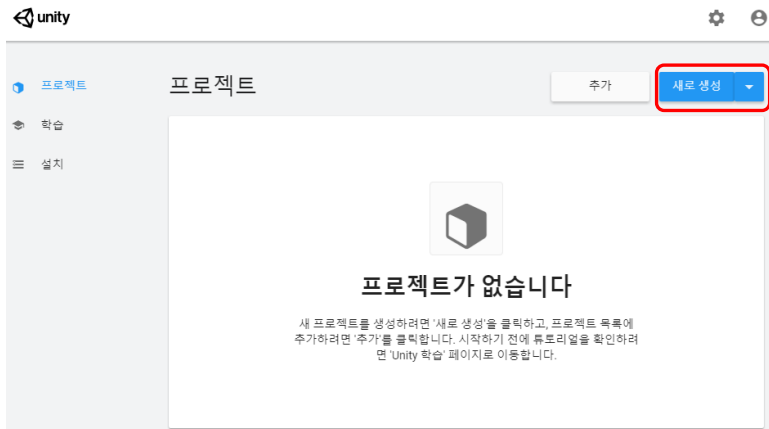 unity
프로젝트
프로젝트
추가
새로 생성
학습
설치
프로젝트가 없습니다
새 프로젝트를 생성하려면 '새로 생성'을 클릭하고, 프로젝트 목록에
추가하려면 '추가'를 클릭합니다. 시작하기 전에 튜토리얼을 확인하려
면 'Unity 학습' 페이지로 이동합니다.